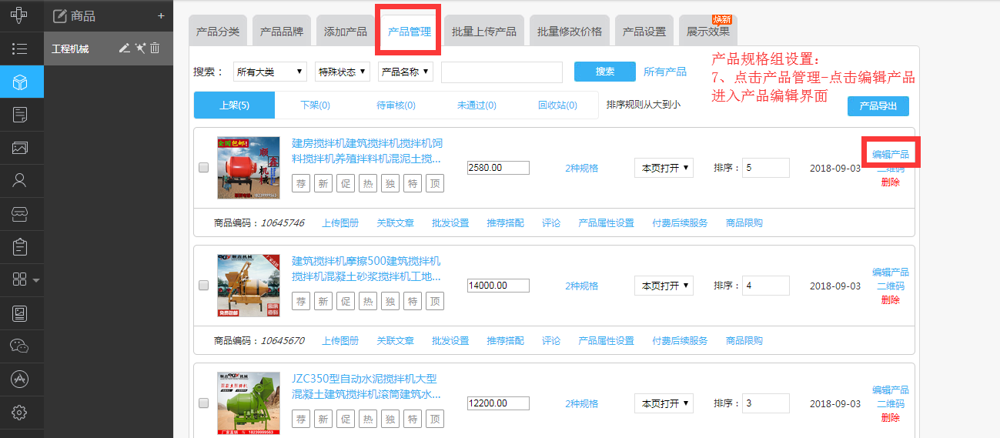 商品 +
工程机械
产品分类 产品品牌 添加产品 产品管理 批量上传产品 批量修改价格 产品设置 展示效果 焕新
搜索： 所有大类 特殊状态 产品名称 搜索 所有产品
产品规格组设置：
7、点击产品管理-点击编辑产品
进入产品编辑界面
上架(5) 下架(0) 待审核(0) 未通过(0) 回收站(0) 排序规则从大到小 产品导出
全国包邮!
顺鑫机械
18239999563
建房搅拌机建筑搅拌机搅拌机饲
料搅拌机养殖拌料机混泥土搅...
荐 新 促 热 独 特 顶
2580.00 2种规格 本页打开 排序： 5 2018-09-03
编辑产品
二维码
删除
商品编码：10645746 上传图册 关联文章 批发设置 推荐搭配 评论 产品属性设置 付费后续服务 商品限购
建筑搅拌机摩擦500建筑搅拌机
搅拌机混凝土砂浆搅拌机工地...
荐 新 促 热 独 特 顶
14000.00 2种规格 本页打开 排序： 4 2018-09-03
编辑产品
二维码
删除
商品编码：10645670 上传图册 关联文章 批发设置 推荐搭配 评论 产品属性设置 付费后续服务 商品限购
JZC350型自动水泥搅拌机大型
混凝土建筑搅拌机滚筒建筑水...
荐 新 促 热 独 特 顶
12200.00 2种规格 本页打开 排序： 3 2018-09-03
编辑产品
二维码
删除